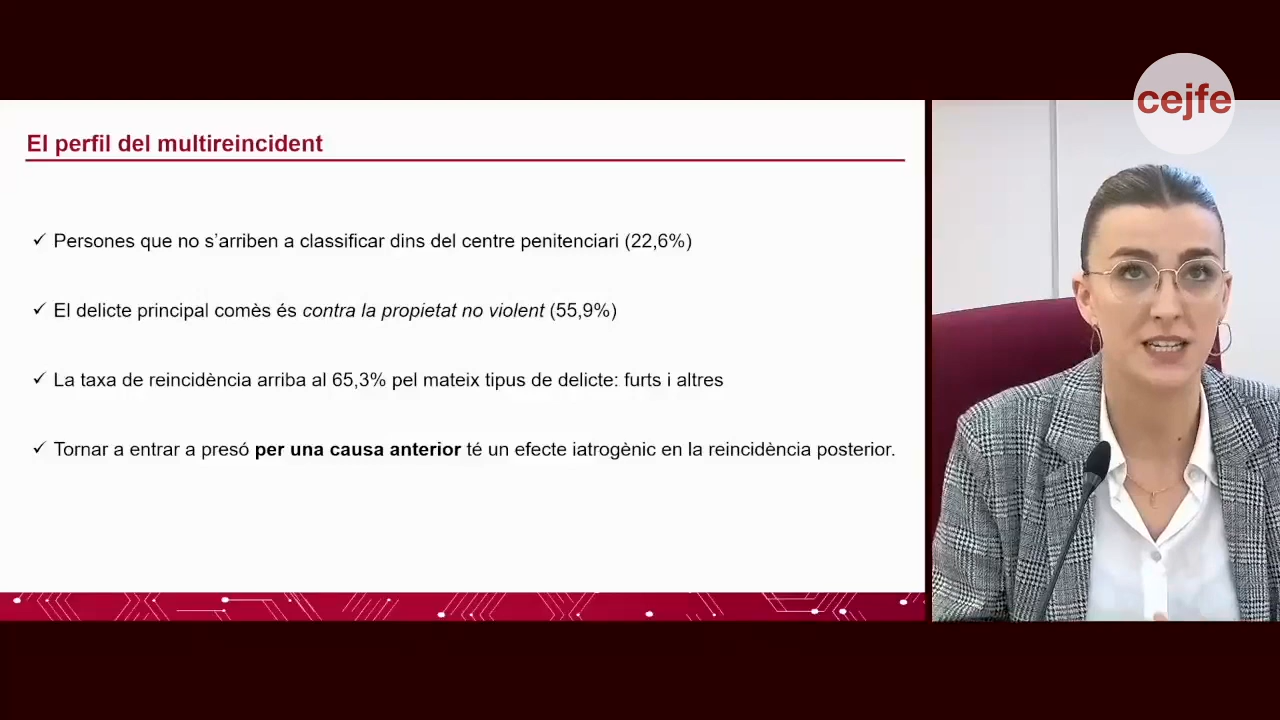 cejfe
El perfil del multireincident
✓ Persones que no s’arriben a classificar dins del centre penitenciari (22,6%)
✓ El delicte principal comès és contra la propietat no violent (55,9%)
✓ La taxa de reincidència arriba al 65,3% pel mateix tipus de delicte: furts i altres
✓ Tornar a entrar a presó per una causa anterior té un efecte iatrogènic en la reincidència posterior.